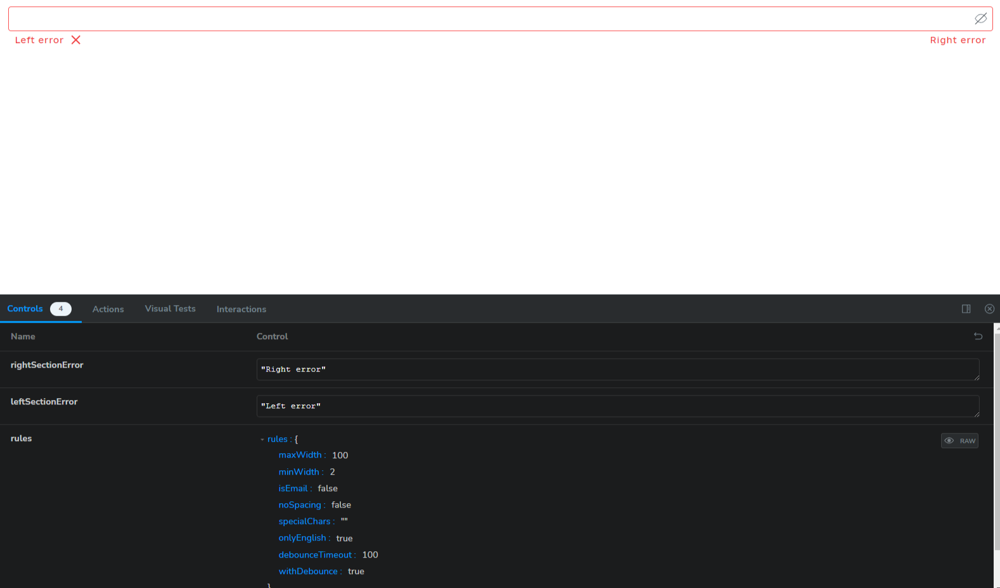 Left error
Right error
Controls 4 Actions Visual Tests Interactions
Name Control
rightSectionError "Right error"
leftSectionError "Left error"
rules rules : {
RAW
maxWidth : 100
minWidth : 2
isEmail : false
noSpacing : false
specialChars : ""
onlyEnglish : true
debounceTimeout : 100
withDebounce : true
}